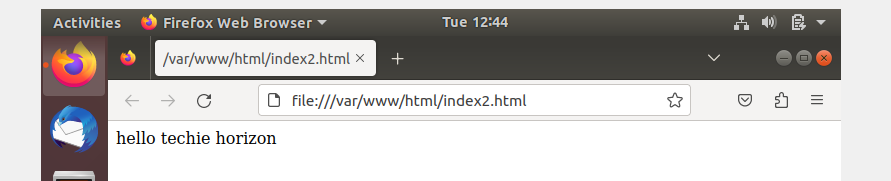 Activities Firefox Web Browser Tue 12:44
/var/www/html/index2.html
file:///var/www/html/index2.html
hello techie horizon